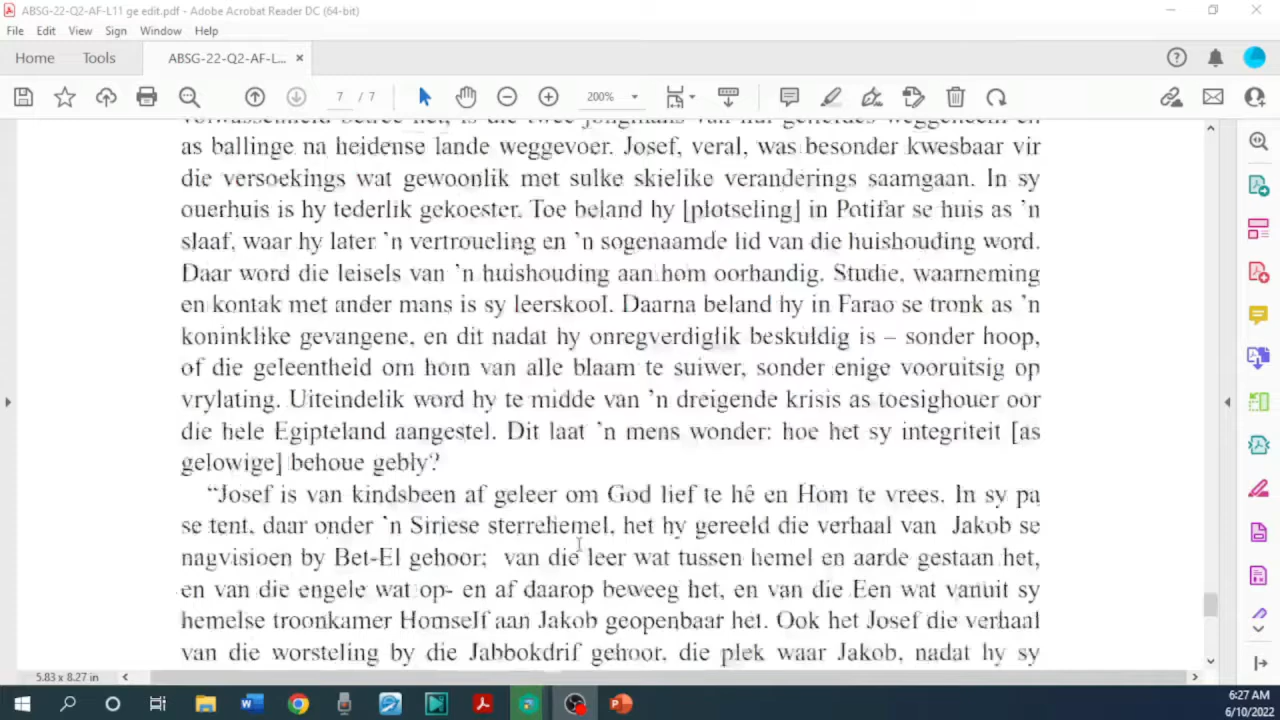 ABSG-22-Q2-AF-L11 ge edit.pdf - Adobe Acrobat Reader DC (64-bit)
File Edit View Sign Window Help
Home Tools ABSG-22-Q2-AF-L... ×
7 / 7 200%
as ballinge na heidense lande weggevoer. Josef, veral, was besonder kwesbaar vir
die versoekings wat gewoonlik met sulke skielike veranderings saamgaan. In sy
ouerhuis is hy tederlik gekoester. Toe beland hy [plotseling] in Potifar se huis as ’n
slaaf, waar hy later ’n vertroueling en ’n sogenaamde lid van die huishouding word.
Daar word die leisels van ’n huishouding aan hom oorhandig. Studie, waarneming
en kontak met ander mans is sy leerskool. Daarna beland hy in Farao se tronk as ’n
koninklike gevangene, en dit nadat hy onregverdiglik beskuldig is – sonder hoop,
of die geleentheid om hom van alle blaam te suiwer, sonder enige vooruitsig op
vrylating. Uiteindelik word hy te midde van ’n dreigende krisis as toesighouer oor
die hele Egipteland aangestel. Dit laat ’n mens wonder: hoe het sy integriteit [as
gelowige] behoue gebly?
“Josef is van kindsbeen af geleer om God lief te hê en Hom te vrees. In sy pa
se tent, daar onder ’n Siriese sterrehemel, het hy gereeld die verhaal van Jakob se
nagvisioen by Bet-El gehoor; van die leer wat tussen hemel en aarde gestaan het,
en van die engele wat op- en af daarop beweeg het, en van die Een wat vanuit sy
hemelse troonkamer Homself aan Jakob geopenbaar het. Ook het Josef die verhaal
van die worsteling by die Jabbokdrif gehoor, die plek waar Jakob, nadat hy sy
5.83 x 8.27 in
6:27 AM
6/10/2022